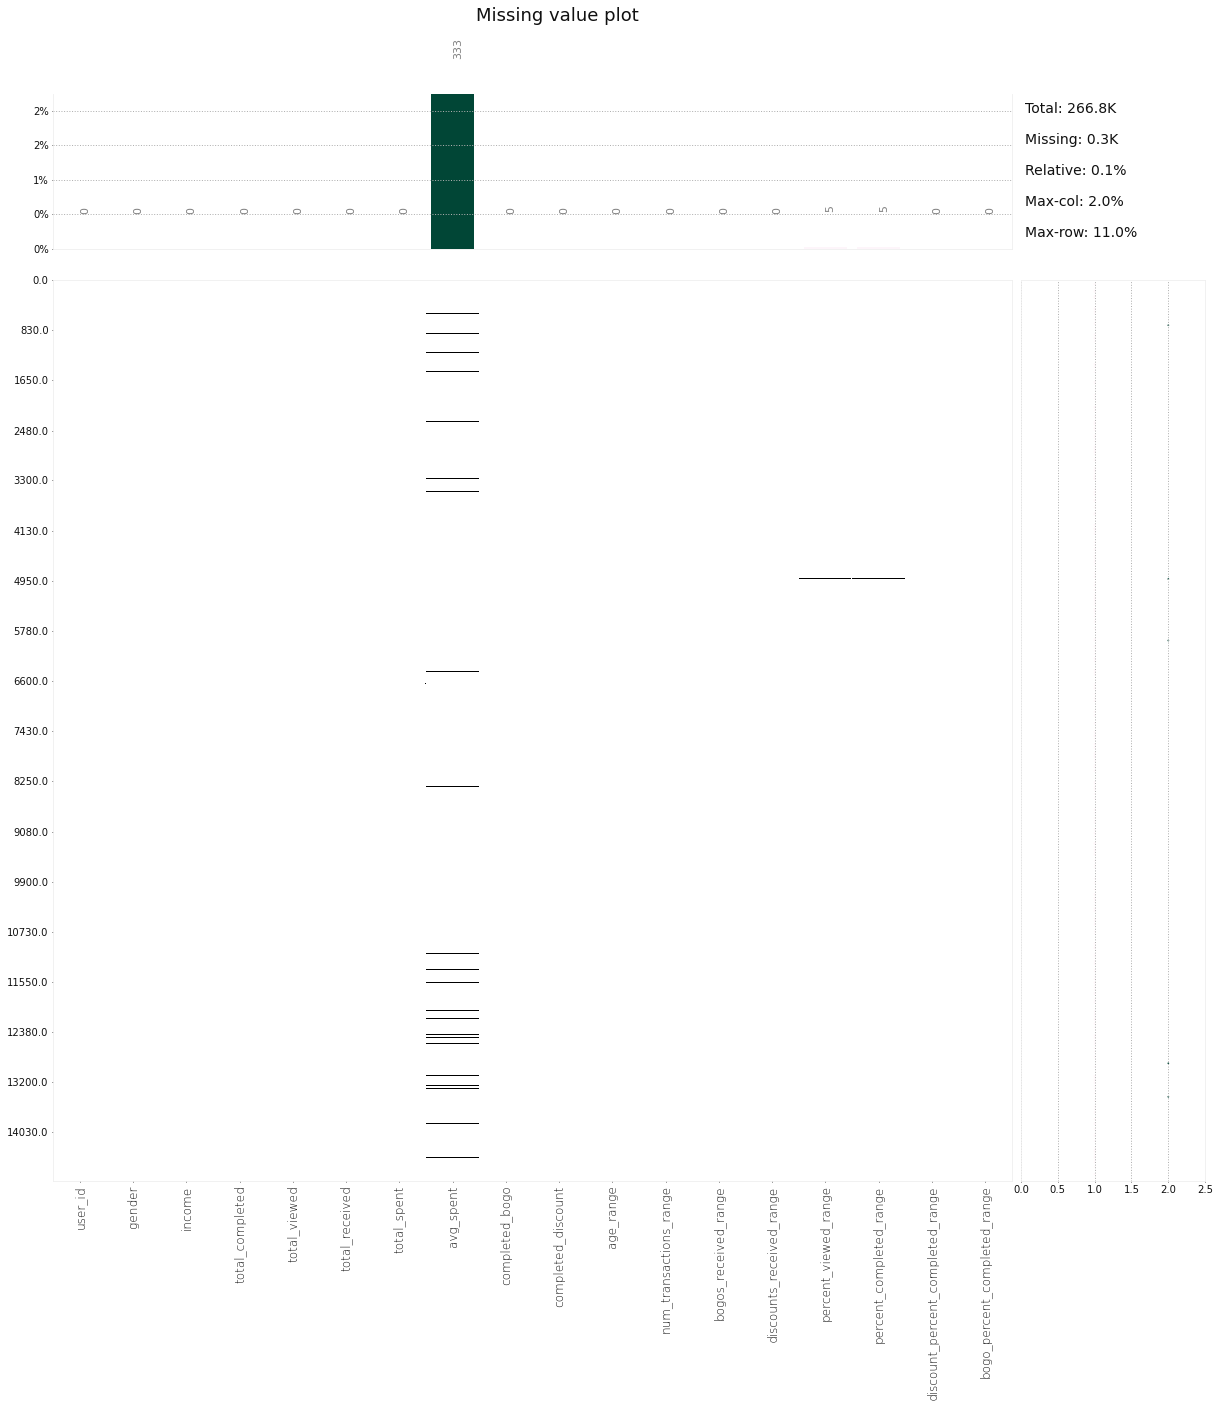 Missing value plot
333
2%
2%
1%
0%
0%
0 0 0 0 0 0 0 0 0 0 0 0 0 5 5 0 0
Total: 266.8K
Missing: 0.3K
Relative: 0.1%
Max-col: 2.0%
Max-row: 11.0%
0.0
830.0
1650.0
2480.0
3300.0
4130.0
4950.0
5780.0
6600.0
7430.0
8250.0
9080.0
9900.0
10730.0
11550.0
12380.0
13200.0
14030.0
user_id
gender
income
total_completed
total_viewed
total_received
total_spent
avg_spent
completed_bogo
completed_discount
age_range
num_transactions_range
bogos_received_range
discounts_received_range
percent_viewed_range
percent_completed_range
discount_percent_completed_range
bogo_percent_completed_range
0.0 0.5 1.0 1.5 2.0 2.5